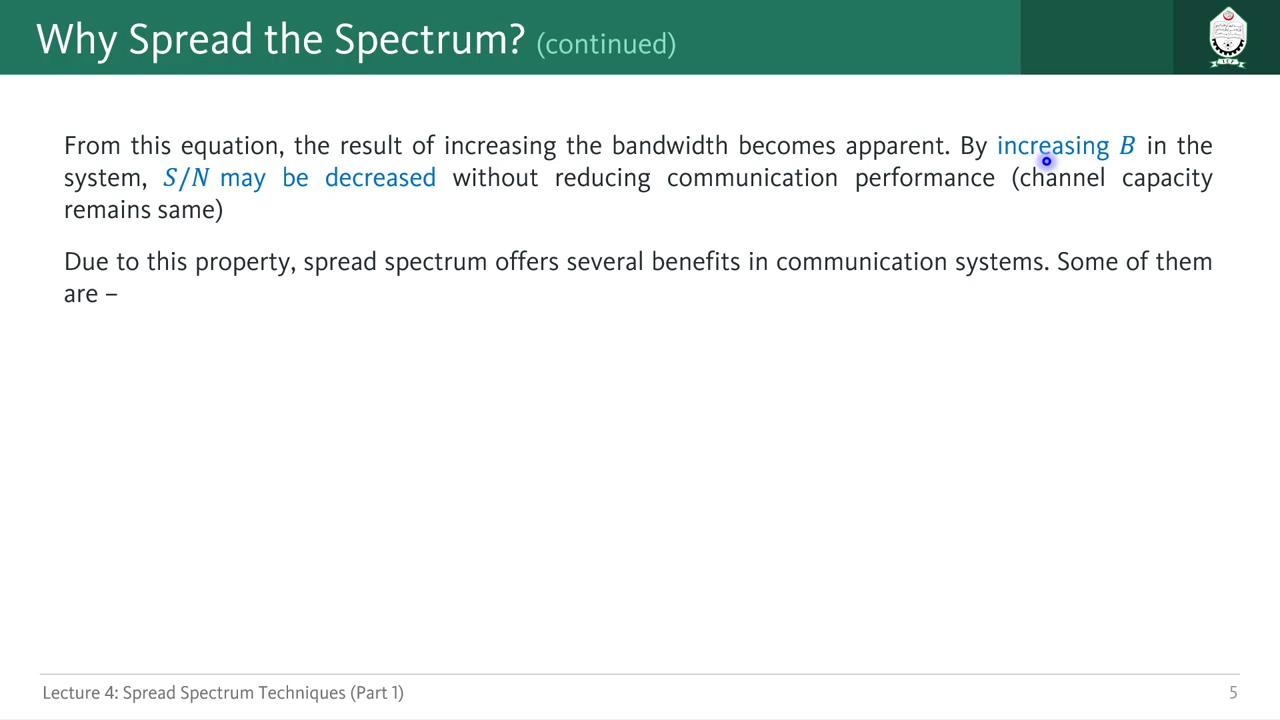 Why Spread the Spectrum? (continued)
From this equation, the result of increasing the bandwidth becomes apparent. By increasing B in the
system, S/N may be decreased without reducing communication performance (channel capacity
remains same)
Due to this property, spread spectrum offers several benefits in communication systems. Some of them
are –
Lecture 4: Spread Spectrum Techniques (Part 1)
5